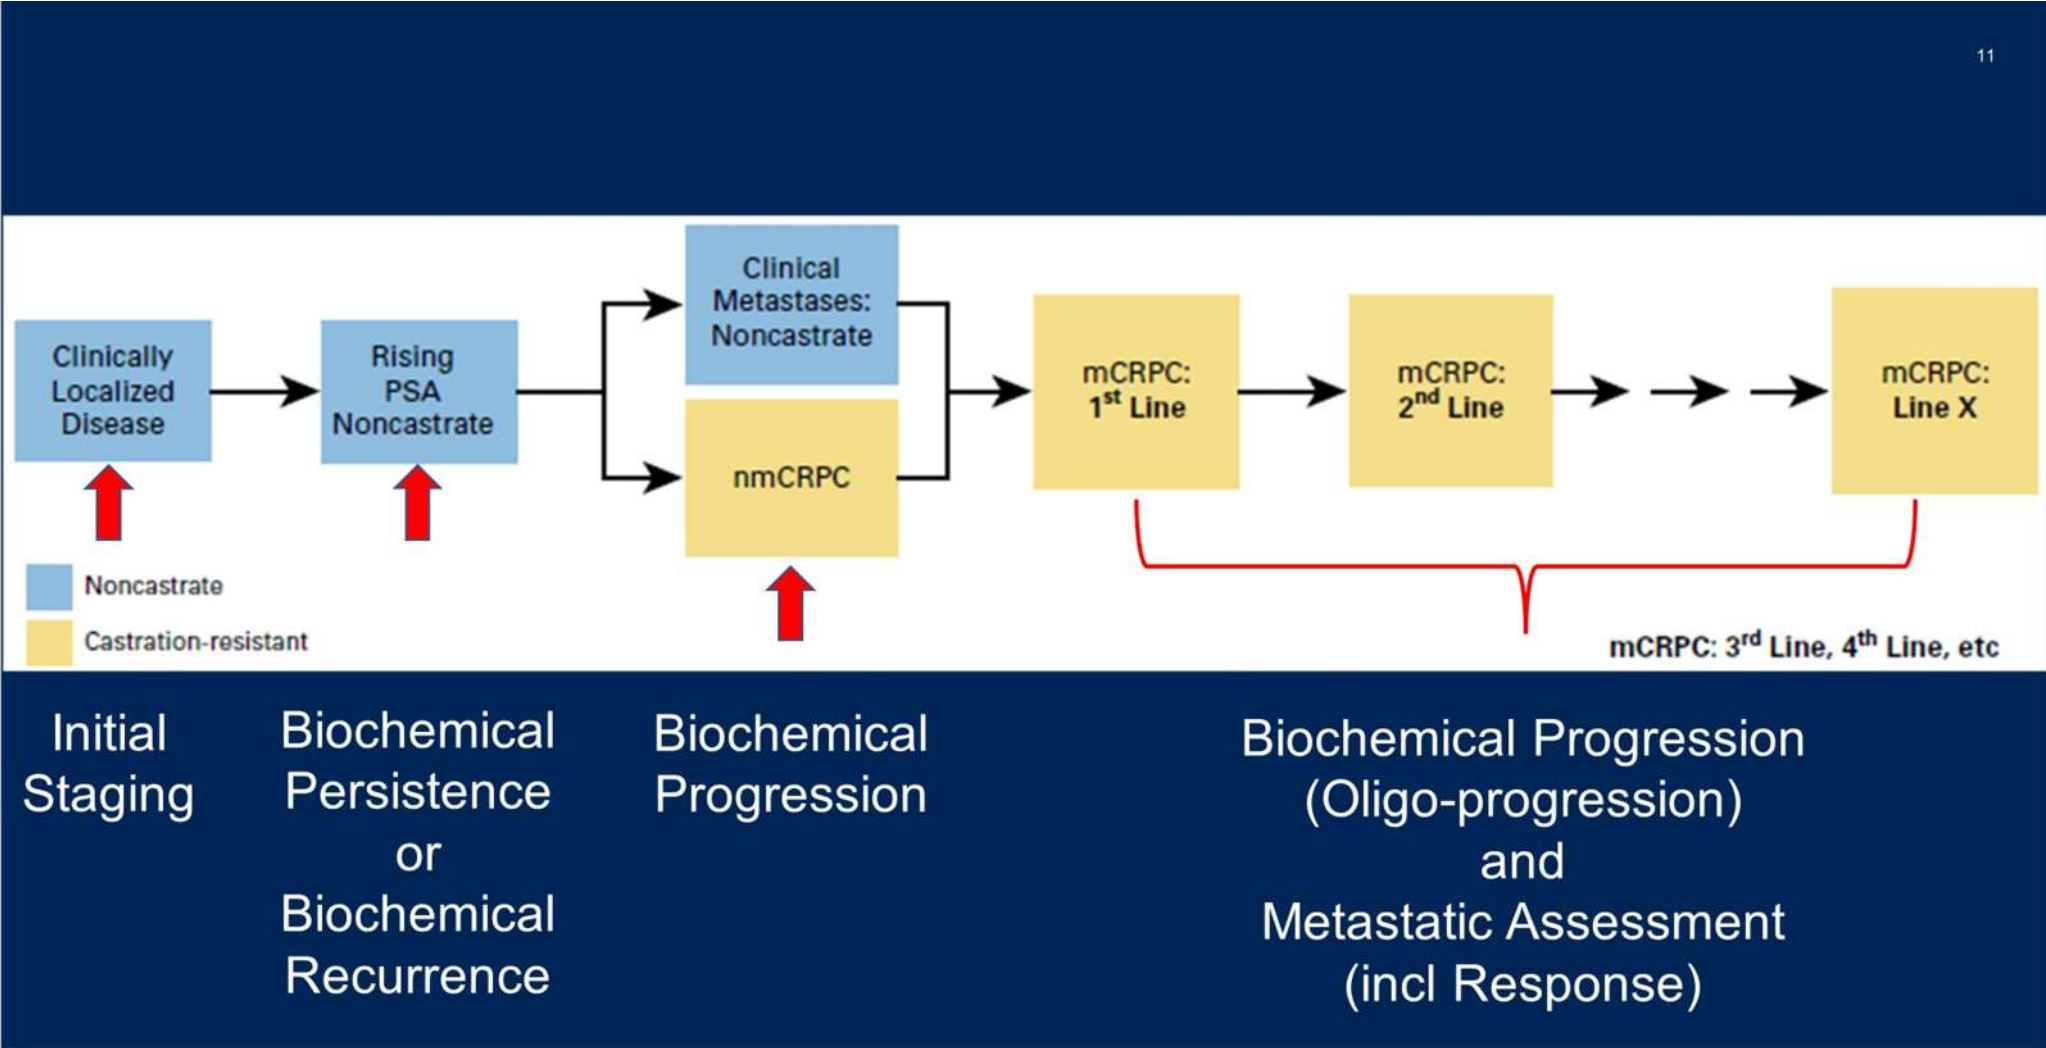 11
Clinically
Localized
Disease
Rising
PSA
Noncastrate
Clinical
Metastases:
Noncastrate
nmCRPC
mCRPC:
1st Line
mCRPC:
2nd Line
mCRPC:
Line X
Noncastrate
Castration-resistant
mCRPC: 3rd Line, 4th Line, etc
Initial
Staging
Biochemical
Persistence
or
Biochemical
Recurrence
Biochemical
Progression
Biochemical Progression
(Oligo-progression)
and
Metastatic Assessment
(incl Response)